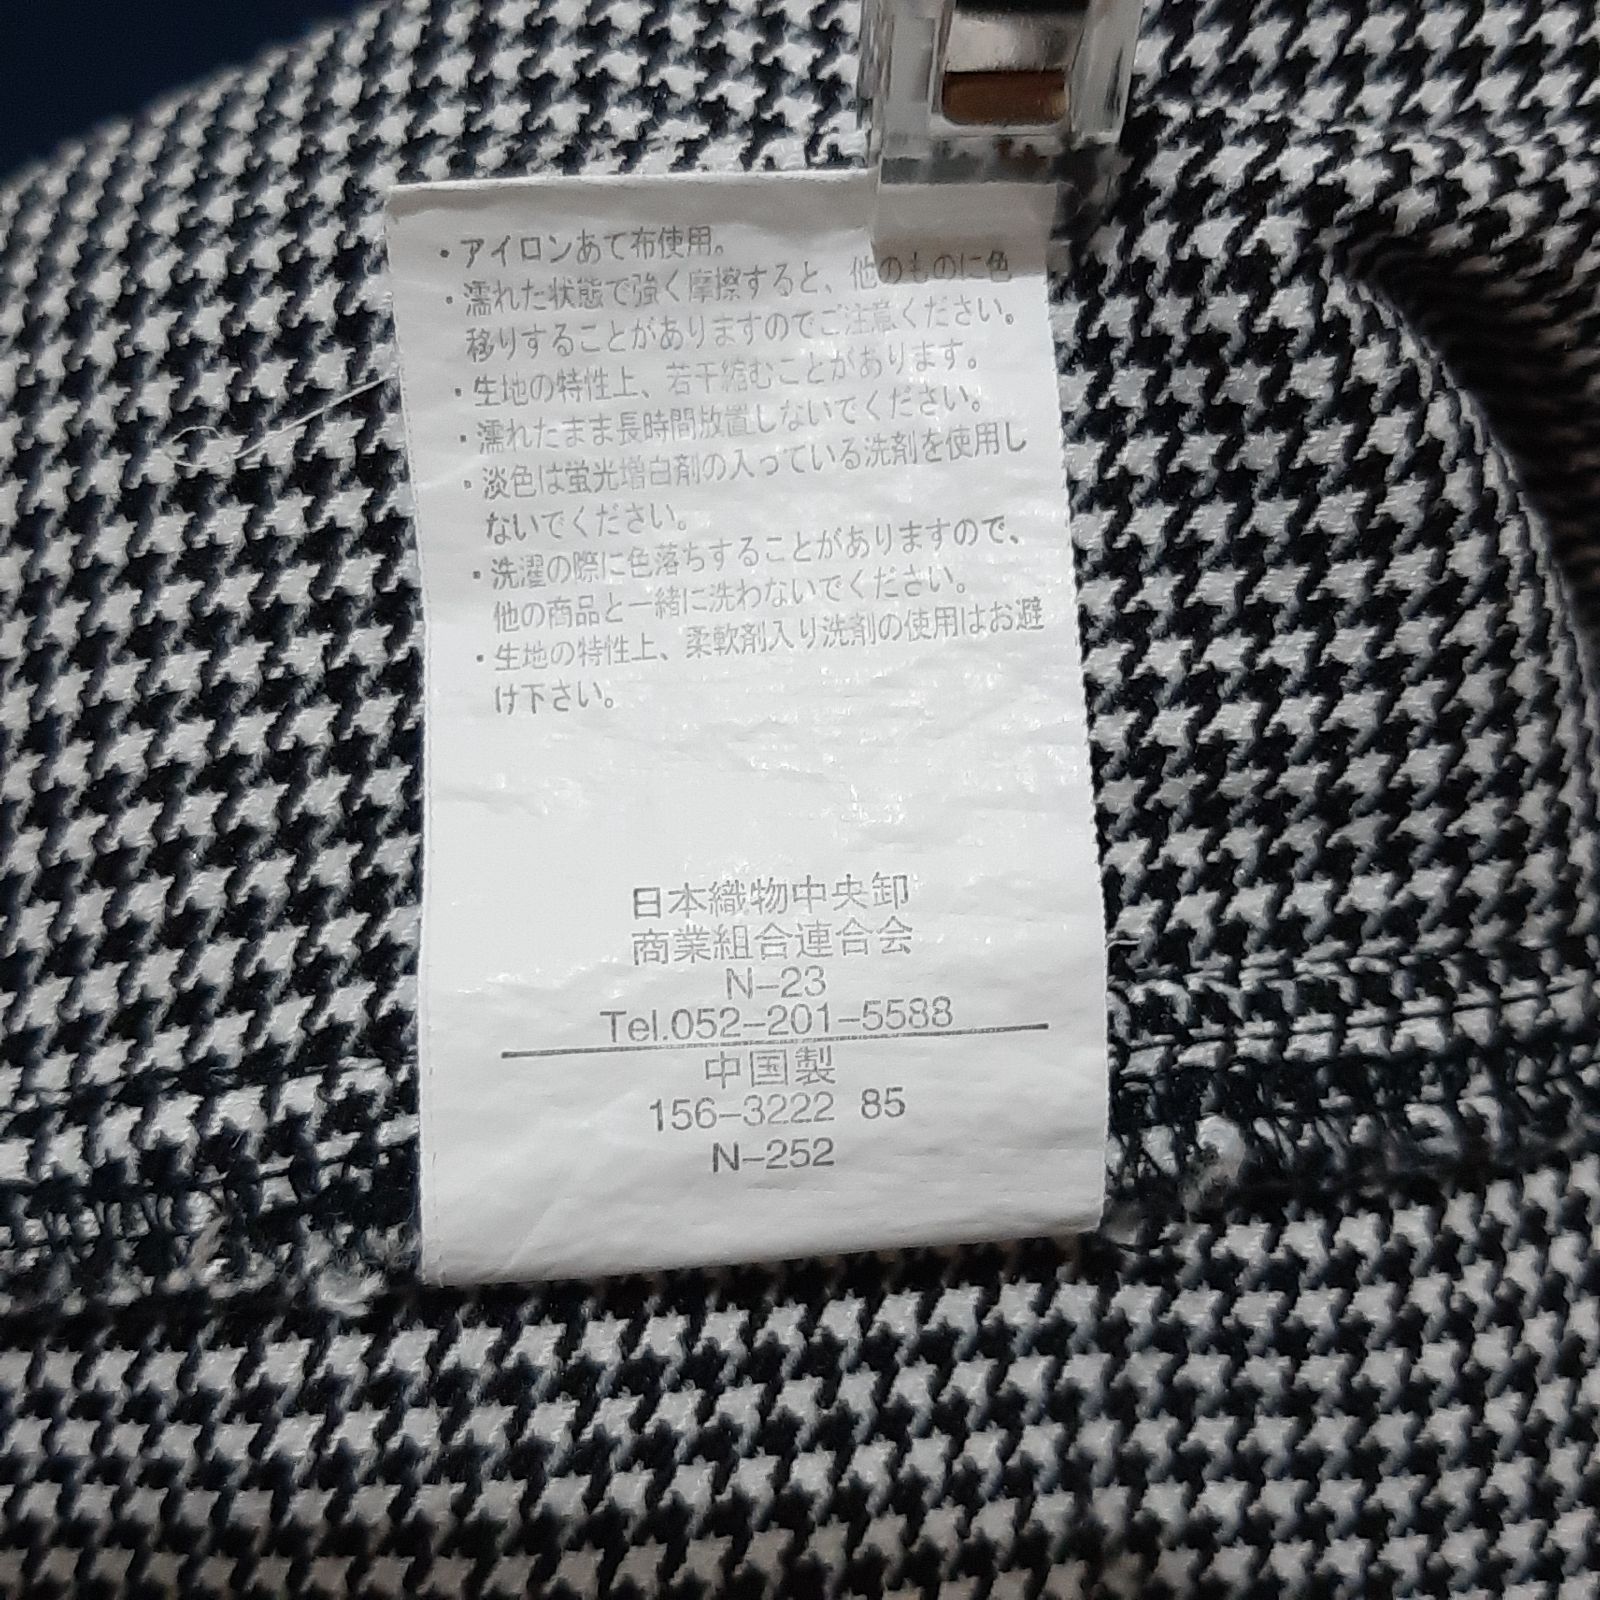 ・アイロンあて布使用。
・濡れた状態で強く摩擦すると、他のものに色
移りすることがありますのでご注意ください。
・生地の特性上、若干縮むことがあります。
・濡れたまま長時間放置しないでください。
・淡色は蛍光増白剤の入っている洗剤を使用し
ないでください。
・洗濯の際に色落ちすることがありますので、
他の商品と一緒に洗わないでください。
・生地の特性上、柔軟剤入り洗剤の使用はお避
け下さい。
日本織物中央卸
商業組合連合会
N-23
Tel.052-201-5588
中国製
156-3222 85
N-252